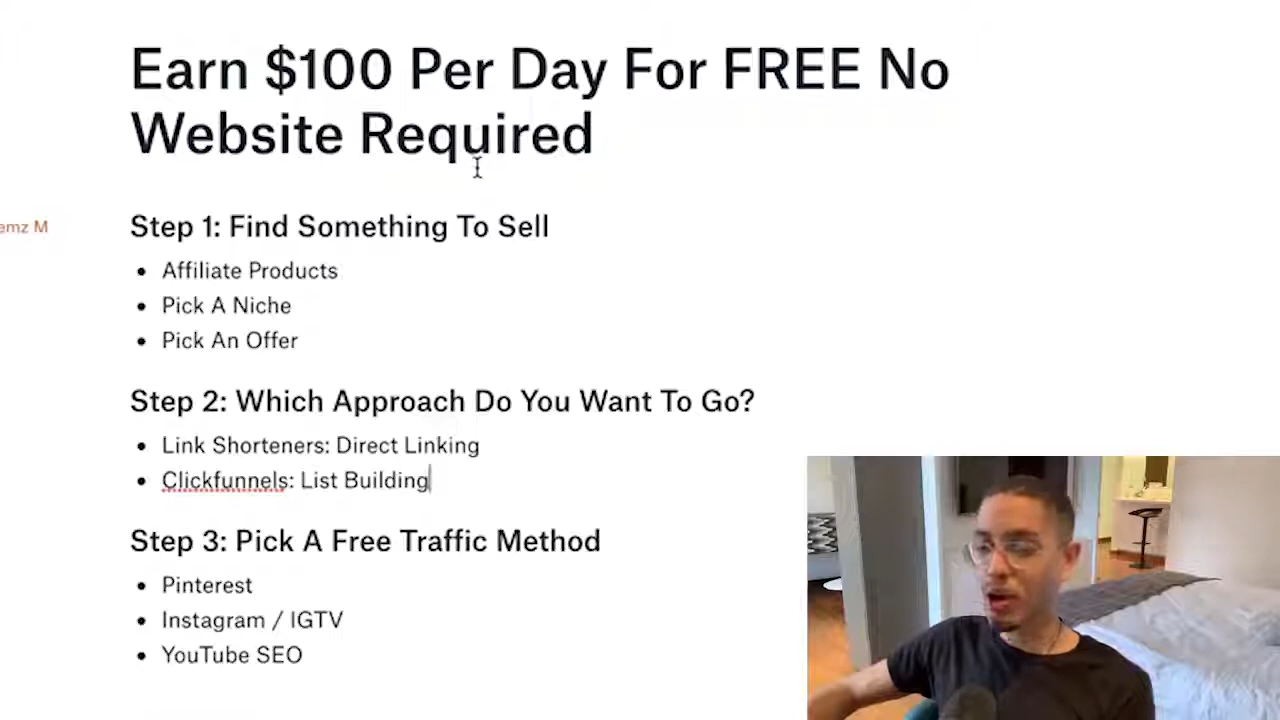 Earn $100 Per Day For FREE No
Website Required
Step 1: Find Something To Sell
emz M
Affiliate Products
Pick A Niche
Pick An Offer
Step 2: Which Approach Do You Want To Go?
Link Shorteners: Direct Linking
Clickfunnels: List Building
Step 3: Pick A Free Traffic Method
Pinterest
Instagram / IGTV
YouTube SEO